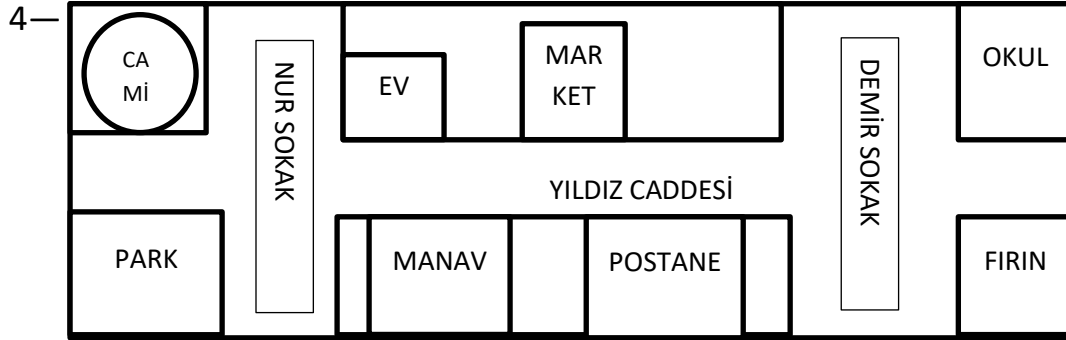 4—
CA
Mİ
NUR SOKAK
EV
MAR
KET
DEMİR SOKAK
OKUL
YILDIZ CADDESİ
PARK
MANAV
POSTANE
FIRIN